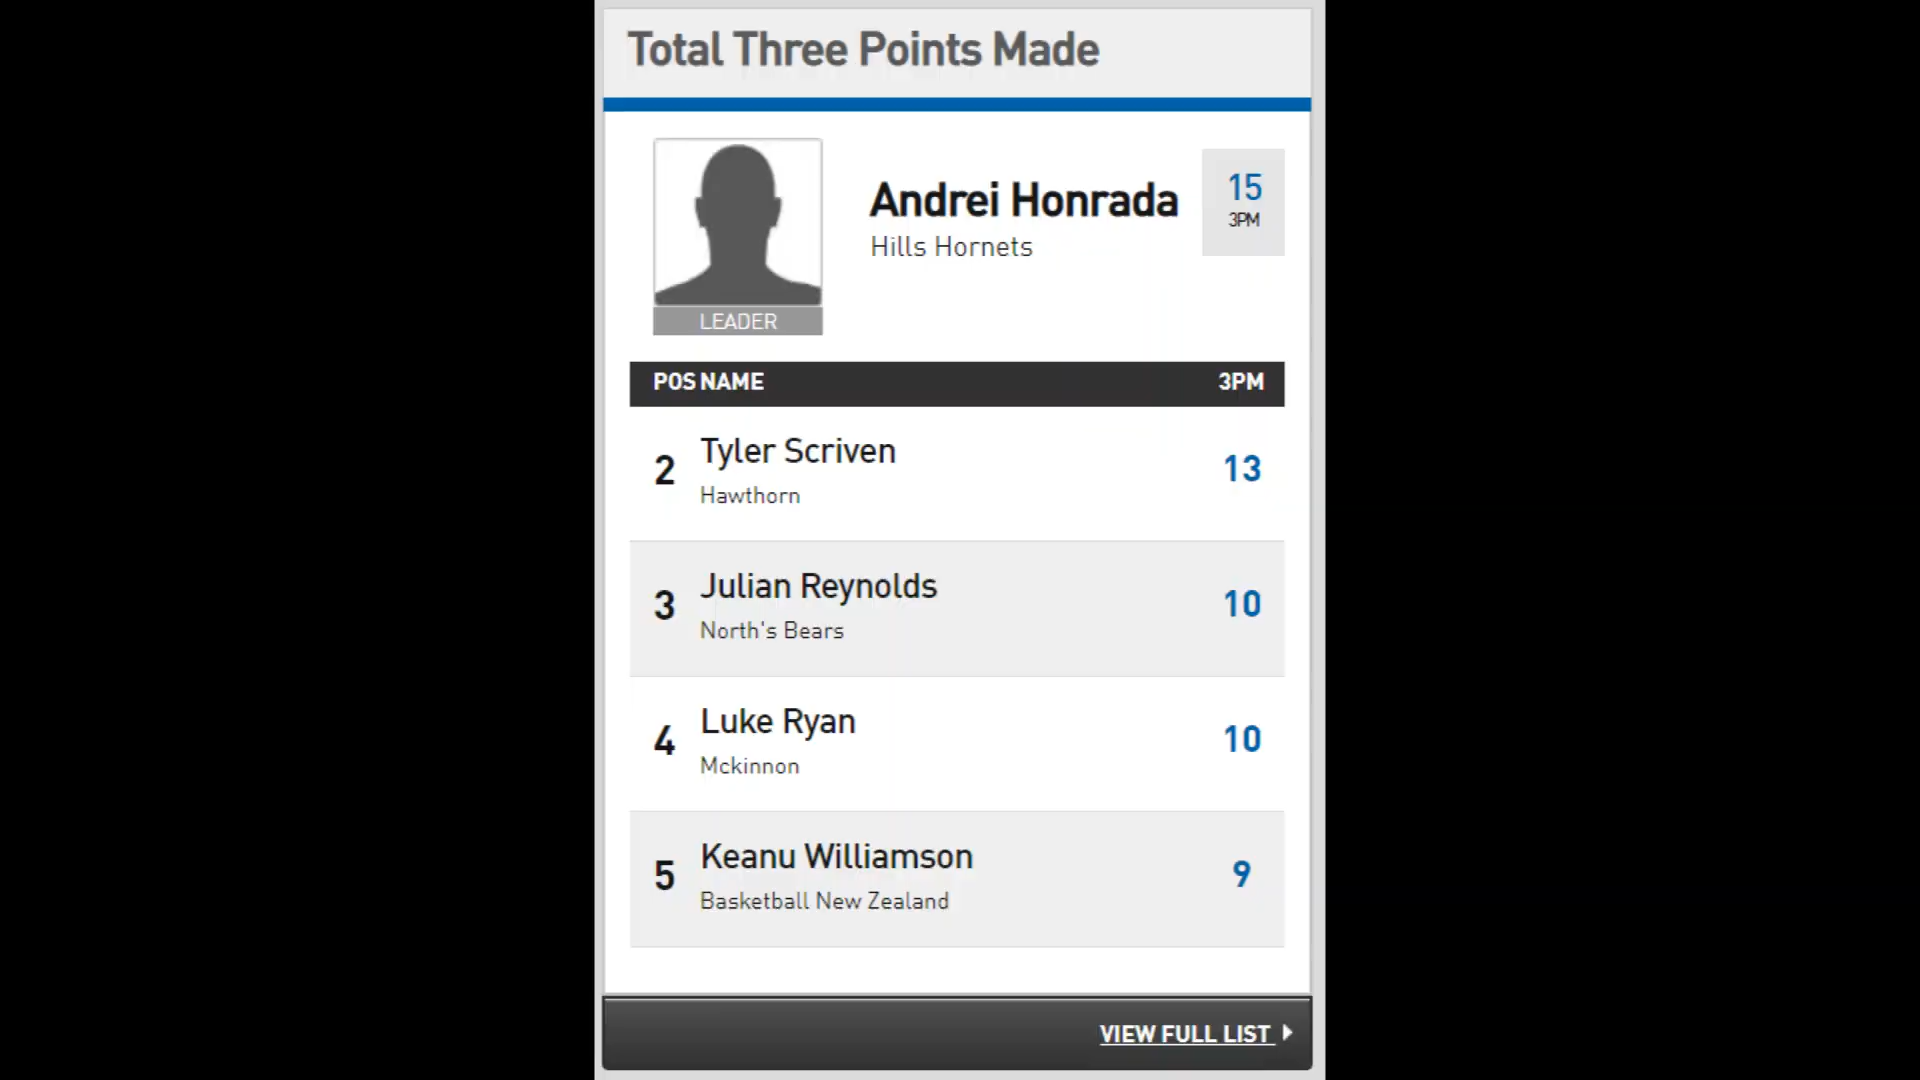 Total Three Points Made
Andrei Honrada
Hills Hornets
15
3PM
LEADER
POS NAME 3PM
2 Tyler Scriven 13
Hawthorn
3 Julian Reynolds 10
North's Bears
4 Luke Ryan 10
Mckinnon
5 Keanu Williamson 9
Basketball New Zealand
VIEW FULL LIST